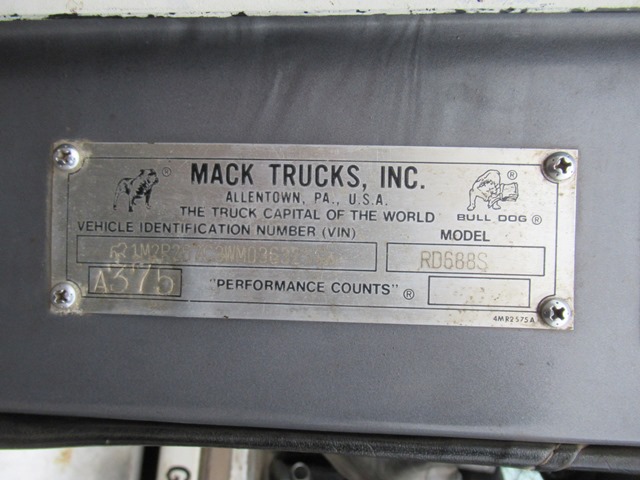 MACK TRUCKS, INC.
ALLENTOWN, PA., U.S.A.
THE TRUCK CAPITAL OF THE WORLD
BULL DOG ®
VEHICLE IDENTIFICATION NUMBER (VIN)
MODEL
RD688S
A375
"PERFORMANCE COUNTS" ®
4MR2575A
G